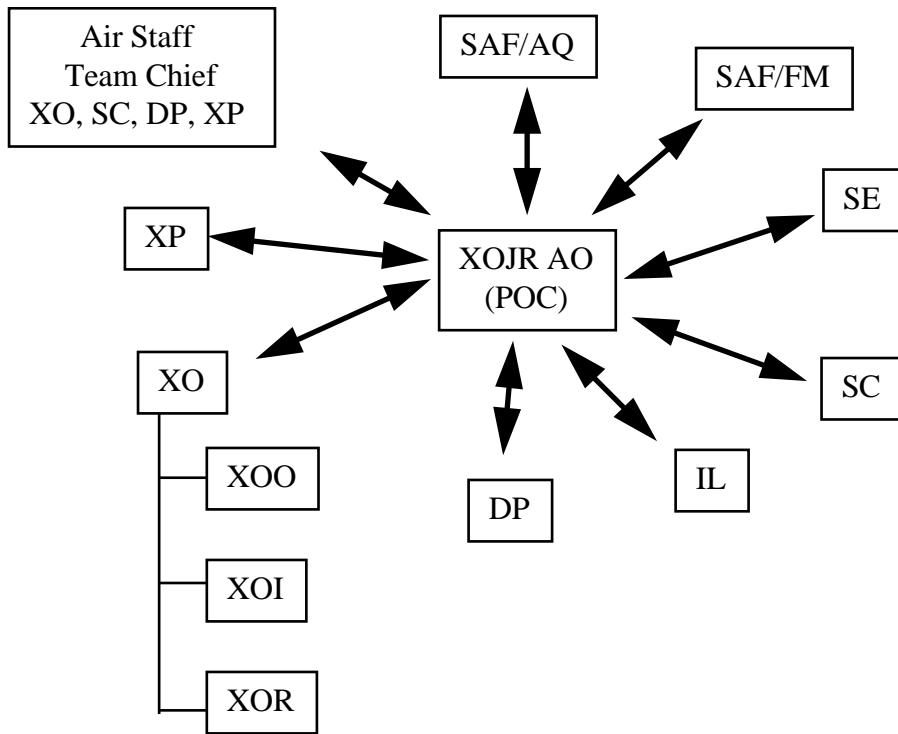 Air Staff
Team Chief
XO, SC, DP, XP
SAF/AQ
SAF/FM
SE
XP
XOJR AO
(POC)
XO
SC
XOO
DP
IL
XOI
XOR